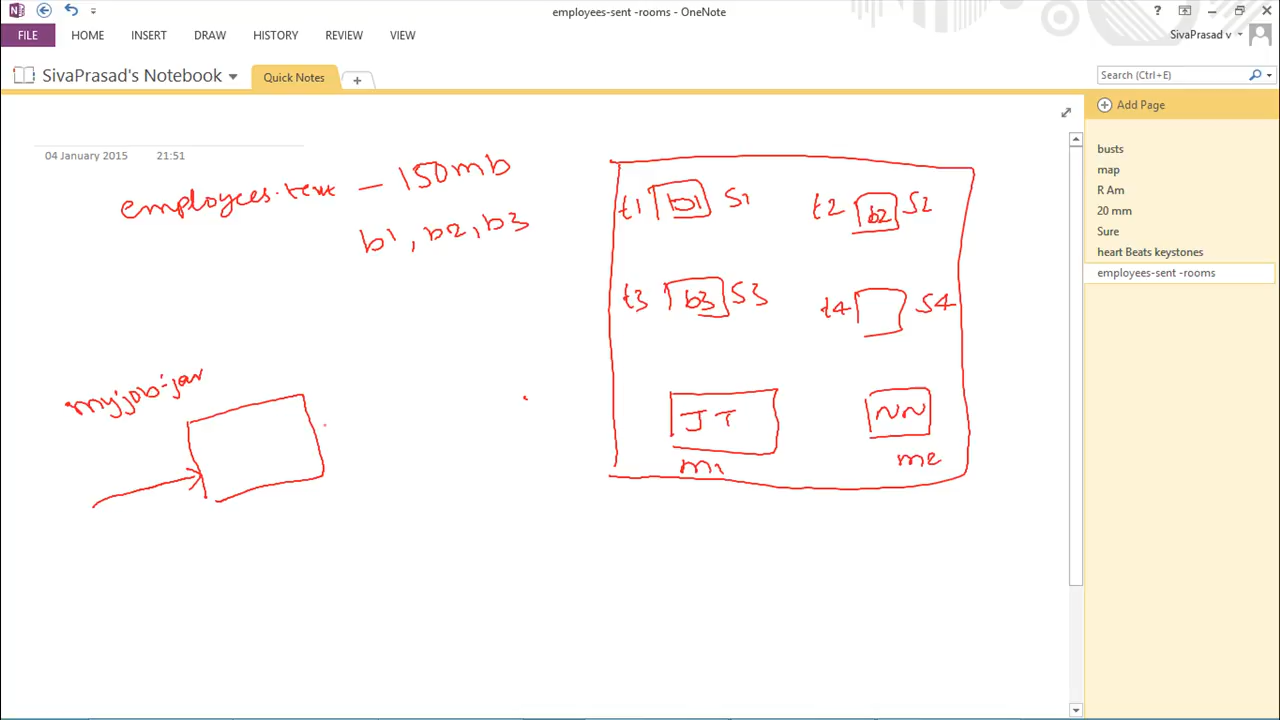 employees-sent -rooms - OneNote
?
SivaPrasad v
FILE HOME INSERT DRAW HISTORY REVIEW VIEW
SivaPrasad's Notebook
Quick Notes
+
Search (Ctrl+E)
Add Page
busts
map
R Am
20 mm
Sure
heart Beats keystones
employees-sent -rooms
04 January 2015 21:51
employees.text - 150mb
b1, b2, b3
t1 b1 S1
t2 b2 S2
t3 b3 S3
t4 S4
myjob.jar
JT
NN
m1
m2